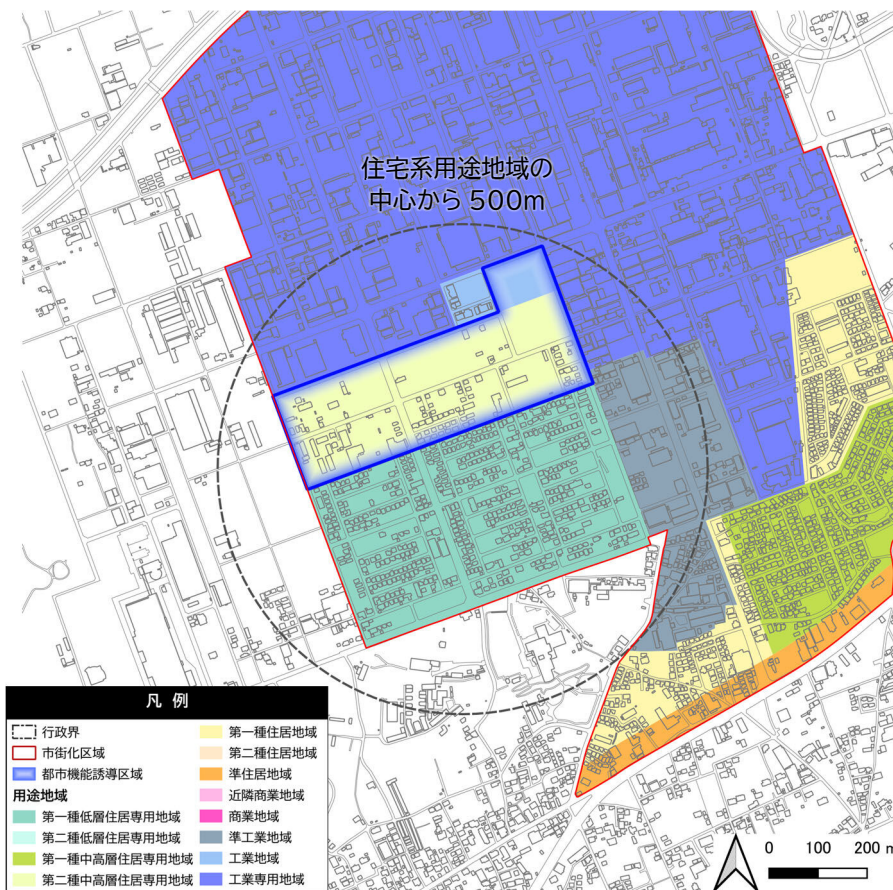 住宅系用途地域の
中心から 500m
凡 例
行政界
市街化区域
都市機能誘導区域
用途地域
第一種低層住居専用地域
第二種低層住居専用地域
第一種中高層住居専用地域
第二種中高層住居専用地域
第一種住居地域
第二種住居地域
準住居地域
近隣商業地域
商業地域
準工業地域
工業地域
工業専用地域
0 100 200 m